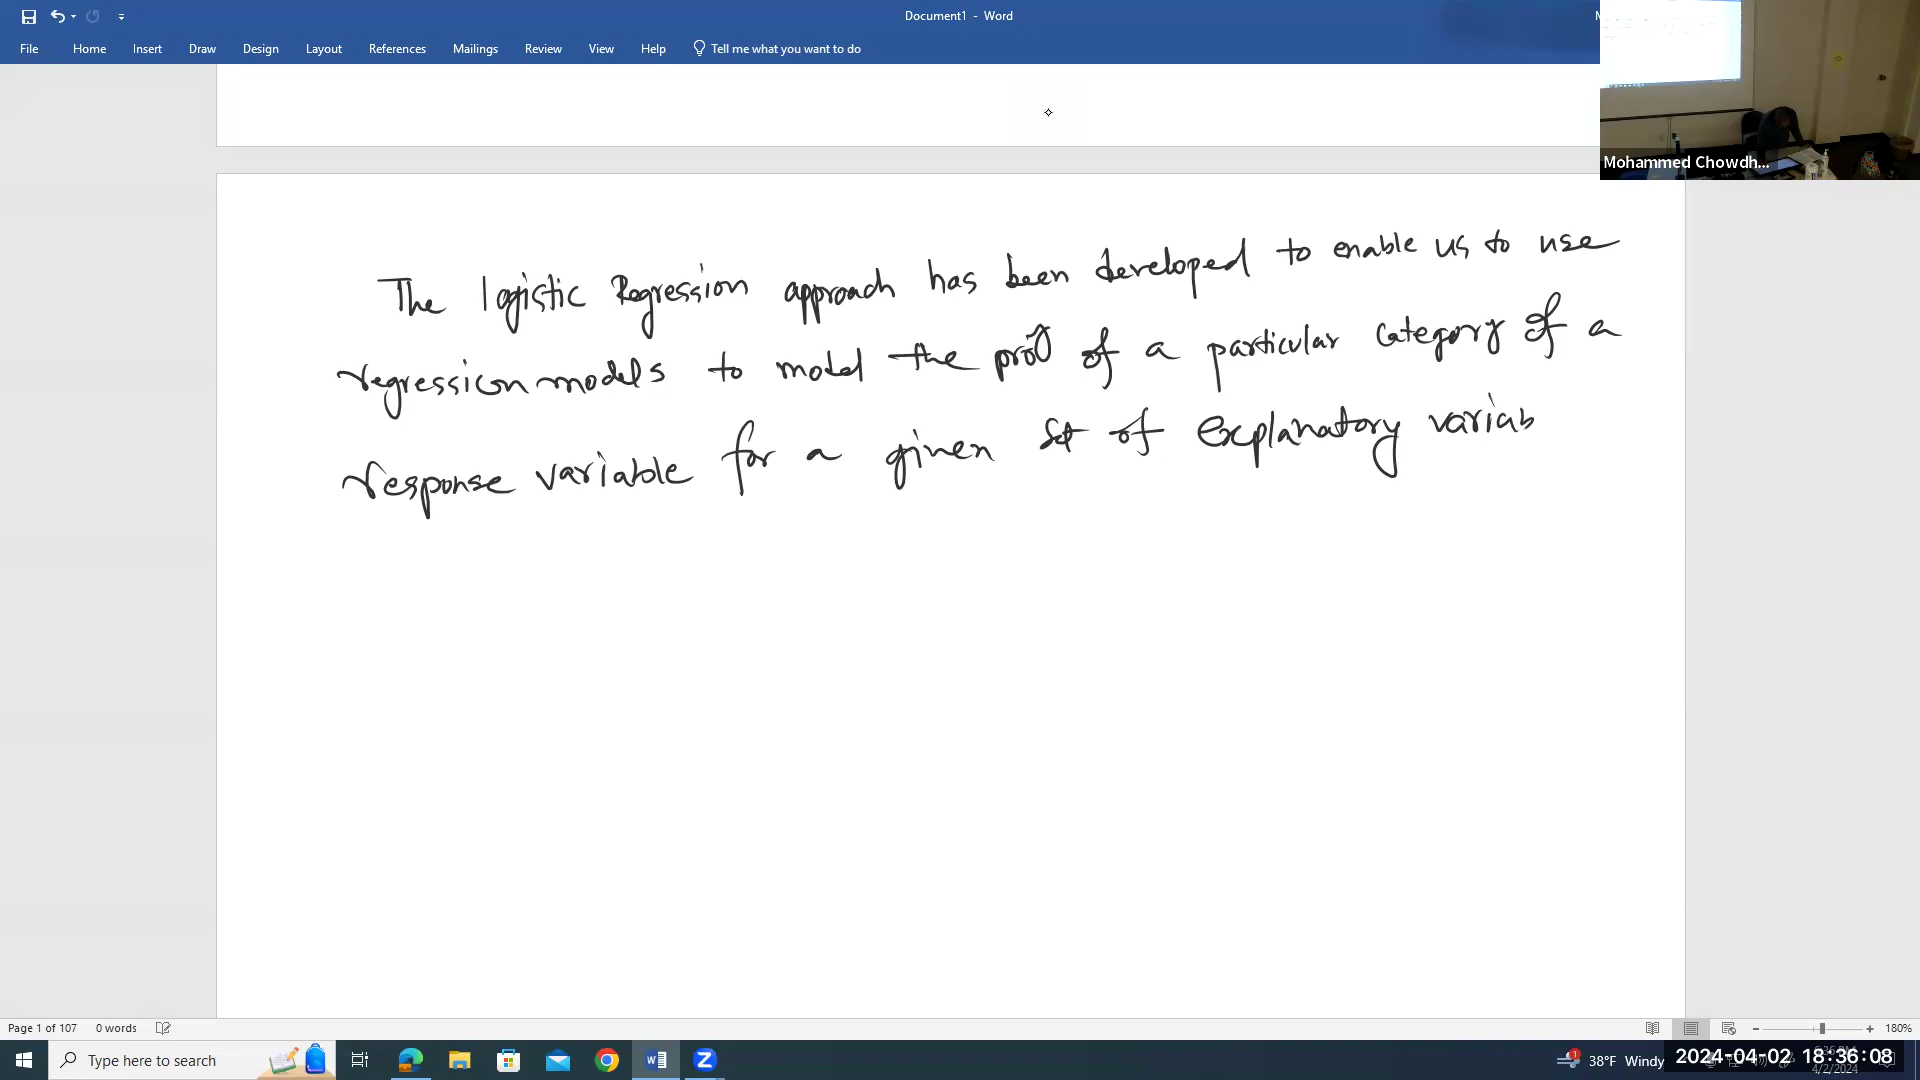 Document1 - Word
File Home Insert Draw Design Layout References Mailings Review View Help Tell me what you want to do
Mohammed Chowdh...
The logistic Regression approach has been developed to enable us to use
regression models to model the prob of a particular category of a
response variable for a given set of explanatory variab
Page 1 of 107 0 words
180%
Type here to search
38°F Windy
2024-04-02 18:36:08
4/2/2024